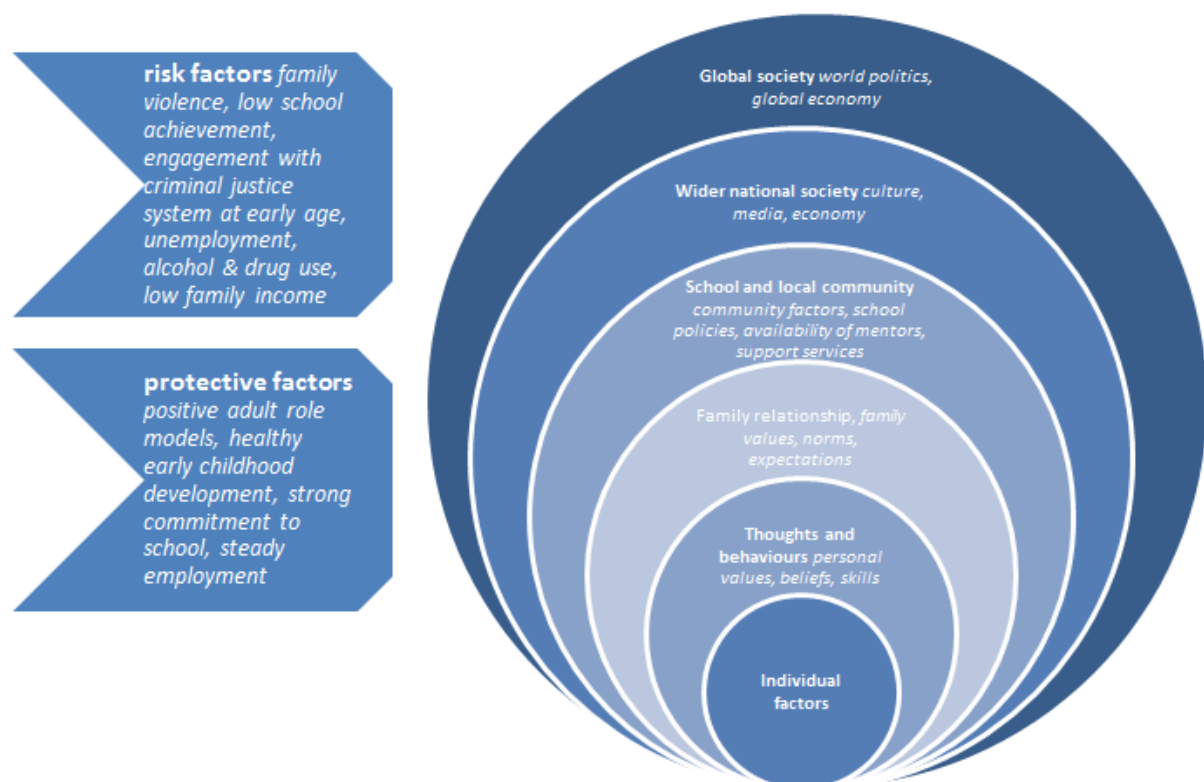 risk factors family
violence, low school
achievement,
engagement with
criminal justice
system at early age,
unemployment,
alcohol & drug use,
low family income
protective factors
positive adult role
models, healthy
early childhood
development, strong
commitment to
school, steady
employment
Global society world politics,
global economy
Wider national society culture,
media, economy
School and local community
community factors, school
policies, availability of mentors,
support services
Family relationship, family
values, norms,
expectations
Thoughts and
behaviours personal
values, beliefs, skills
Individual
factors